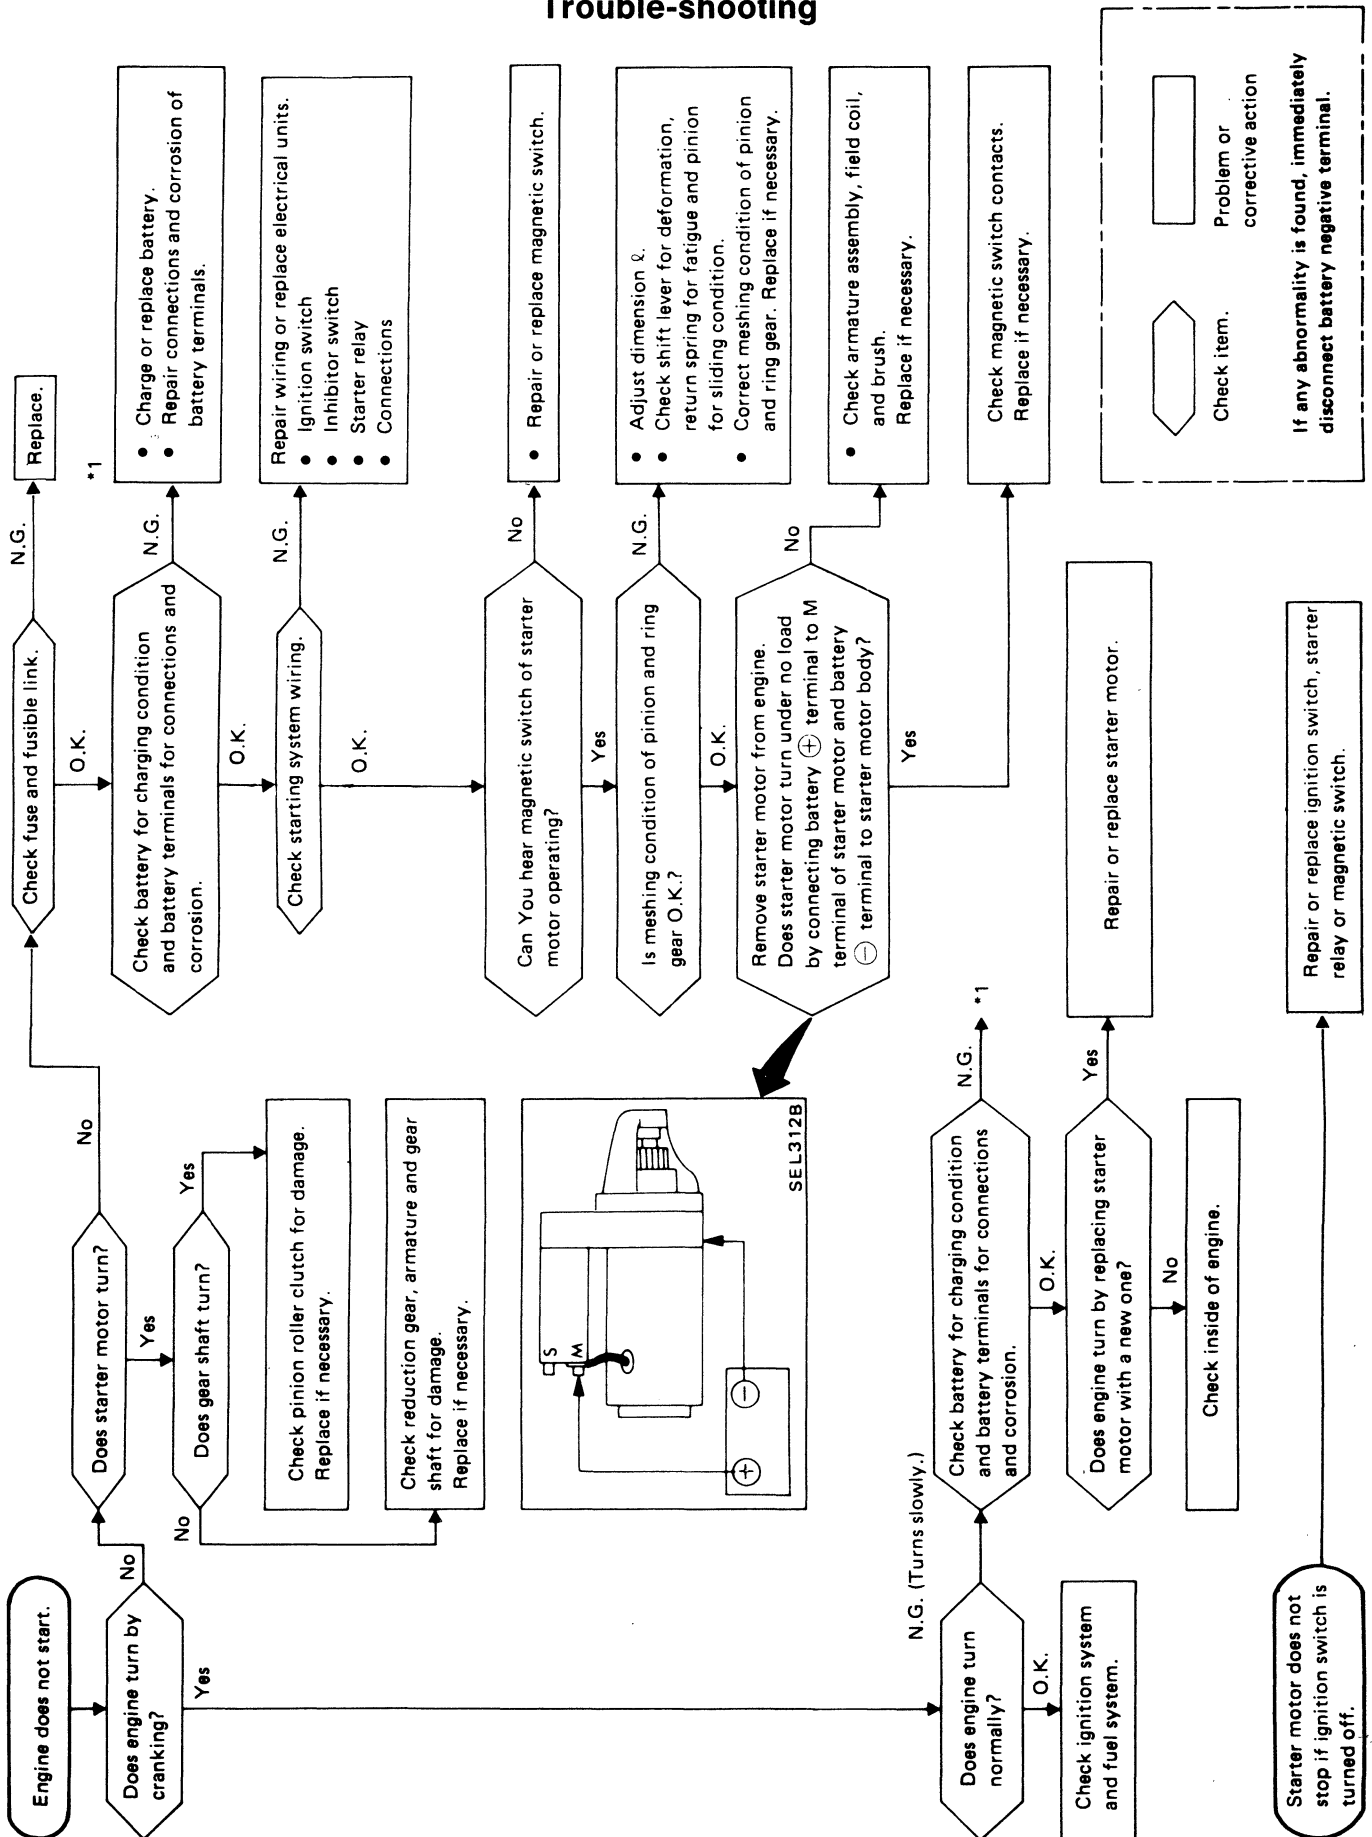 Trouble-shooting
Engine does not start.
Does engine turn by
cranking?
No
Yes
Does starter motor turn?
No
Yes
Does gear shaft turn?
Yes
No
Check pinion roller clutch for damage.
Replace if necessary.
Check reduction gear, armature and gear
shaft for damage.
Replace if necessary.
S
M
SEL312B
Check fuse and fusible link.
N.G.
Replace.
O.K.
*1
Check battery for charging condition
and battery terminals for connections and
corrosion.
N.G.
● Charge or replace battery.
● Repair connections and corrosion of
battery terminals.
O.K.
Check starting system wiring.
N.G.
Repair wiring or replace electrical units.
● Ignition switch
● Inhibitor switch
● Starter relay
● Connections
O.K.
Can You hear magnetic switch of starter
motor operating?
No
● Repair or replace magnetic switch.
Yes
Is meshing condition of pinion and ring
gear O.K.?
N.G.
● Adjust dimension ℓ.
● Check shift lever for deformation,
return spring for fatigue and pinion
for sliding condition.
● Correct meshing condition of pinion
and ring gear. Replace if necessary.
O.K.
Remove starter motor from engine.
Does starter motor turn under no load
by connecting battery ⊕ terminal to M
terminal of starter motor and battery
⊖ terminal to starter motor body?
No
● Check armature assembly, field coil,
and brush.
Replace if necessary.
Yes
Check magnetic switch contacts.
Replace if necessary.
Does engine turn
normally?
N.G. (Turns slowly.)
O.K.
Check ignition system
and fuel system.
Check battery for charging condition
and battery terminals for connections
and corrosion.
N.G.
*1
O.K.
Does engine turn by replacing starter
motor with a new one?
Yes
Repair or replace starter motor.
No
Check inside of engine.
Starter motor does not
stop if ignition switch is
turned off.
Repair or replace ignition switch, starter
relay or magnetic switch.
Check item.
Problem or
corrective action
If any abnormality is found, immediately
disconnect battery negative terminal.